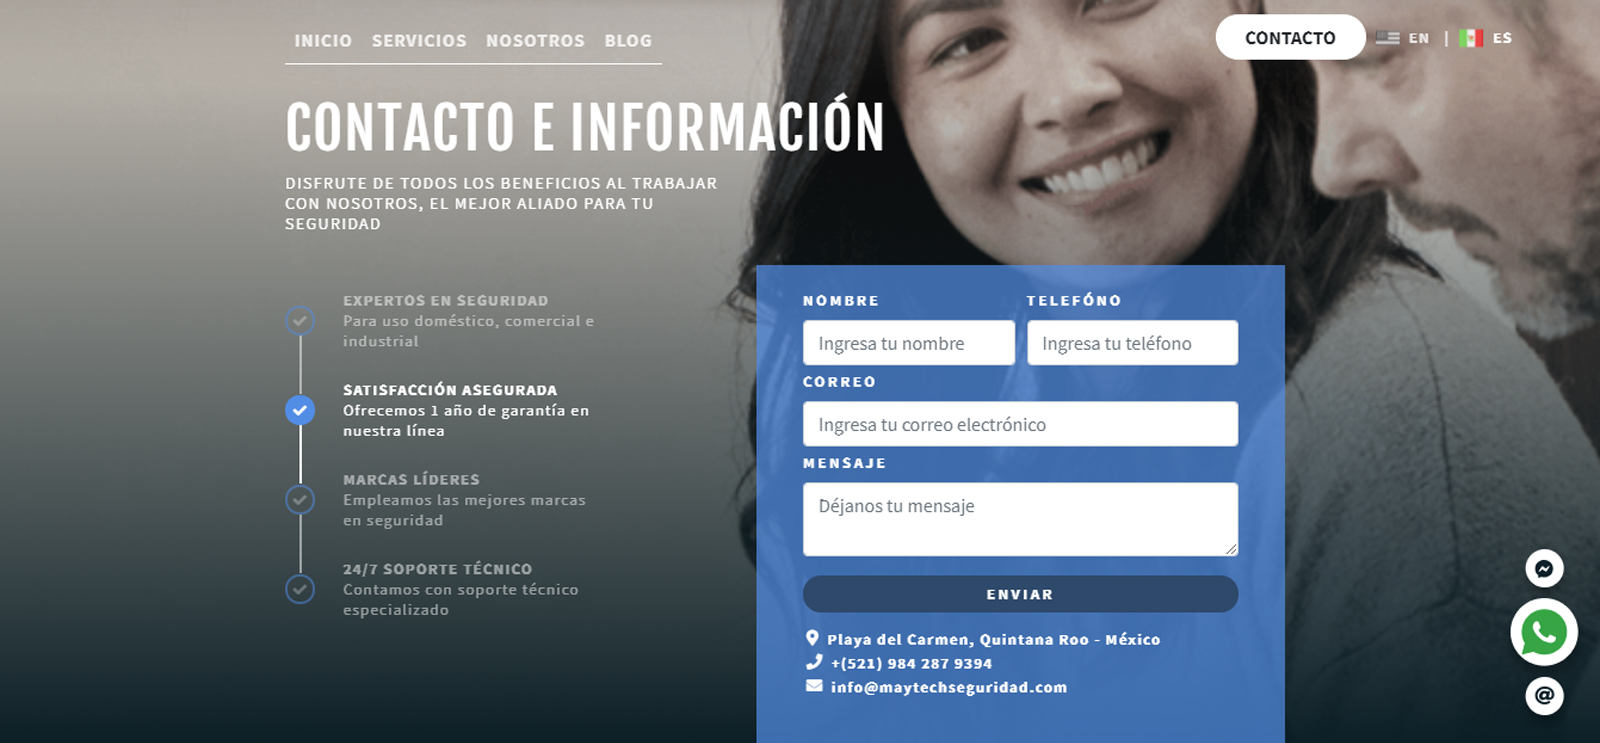 INICIO SERVICIOS NOSOTROS BLOG
CONTACTO EN | ES
CONTACTO E INFORMACIÓN
DISFRUTE DE TODOS LOS BENEFICIOS AL TRABAJAR
CON NOSOTROS, EL MEJOR ALIADO PARA TU
SEGURIDAD
EXPERTOS EN SEGURIDAD
Para uso doméstico, comercial e
industrial
SATISFACCIÓN ASEGURADA
Ofrecemos 1 año de garantía en
nuestra línea
MARCAS LÍDERES
Empleamos las mejores marcas
en seguridad
24/7 SOPORTE TÉCNICO
Contamos con soporte técnico
especializado
NOMBRE TELEFÓNO
Ingresa tu nombre Ingresa tu teléfono
CORREO
Ingresa tu correo electrónico
MENSAJE
Déjanos tu mensaje
ENVIAR
Playa del Carmen, Quintana Roo - México
+(521) 984 287 9394
info@maytechseguridad.com
@